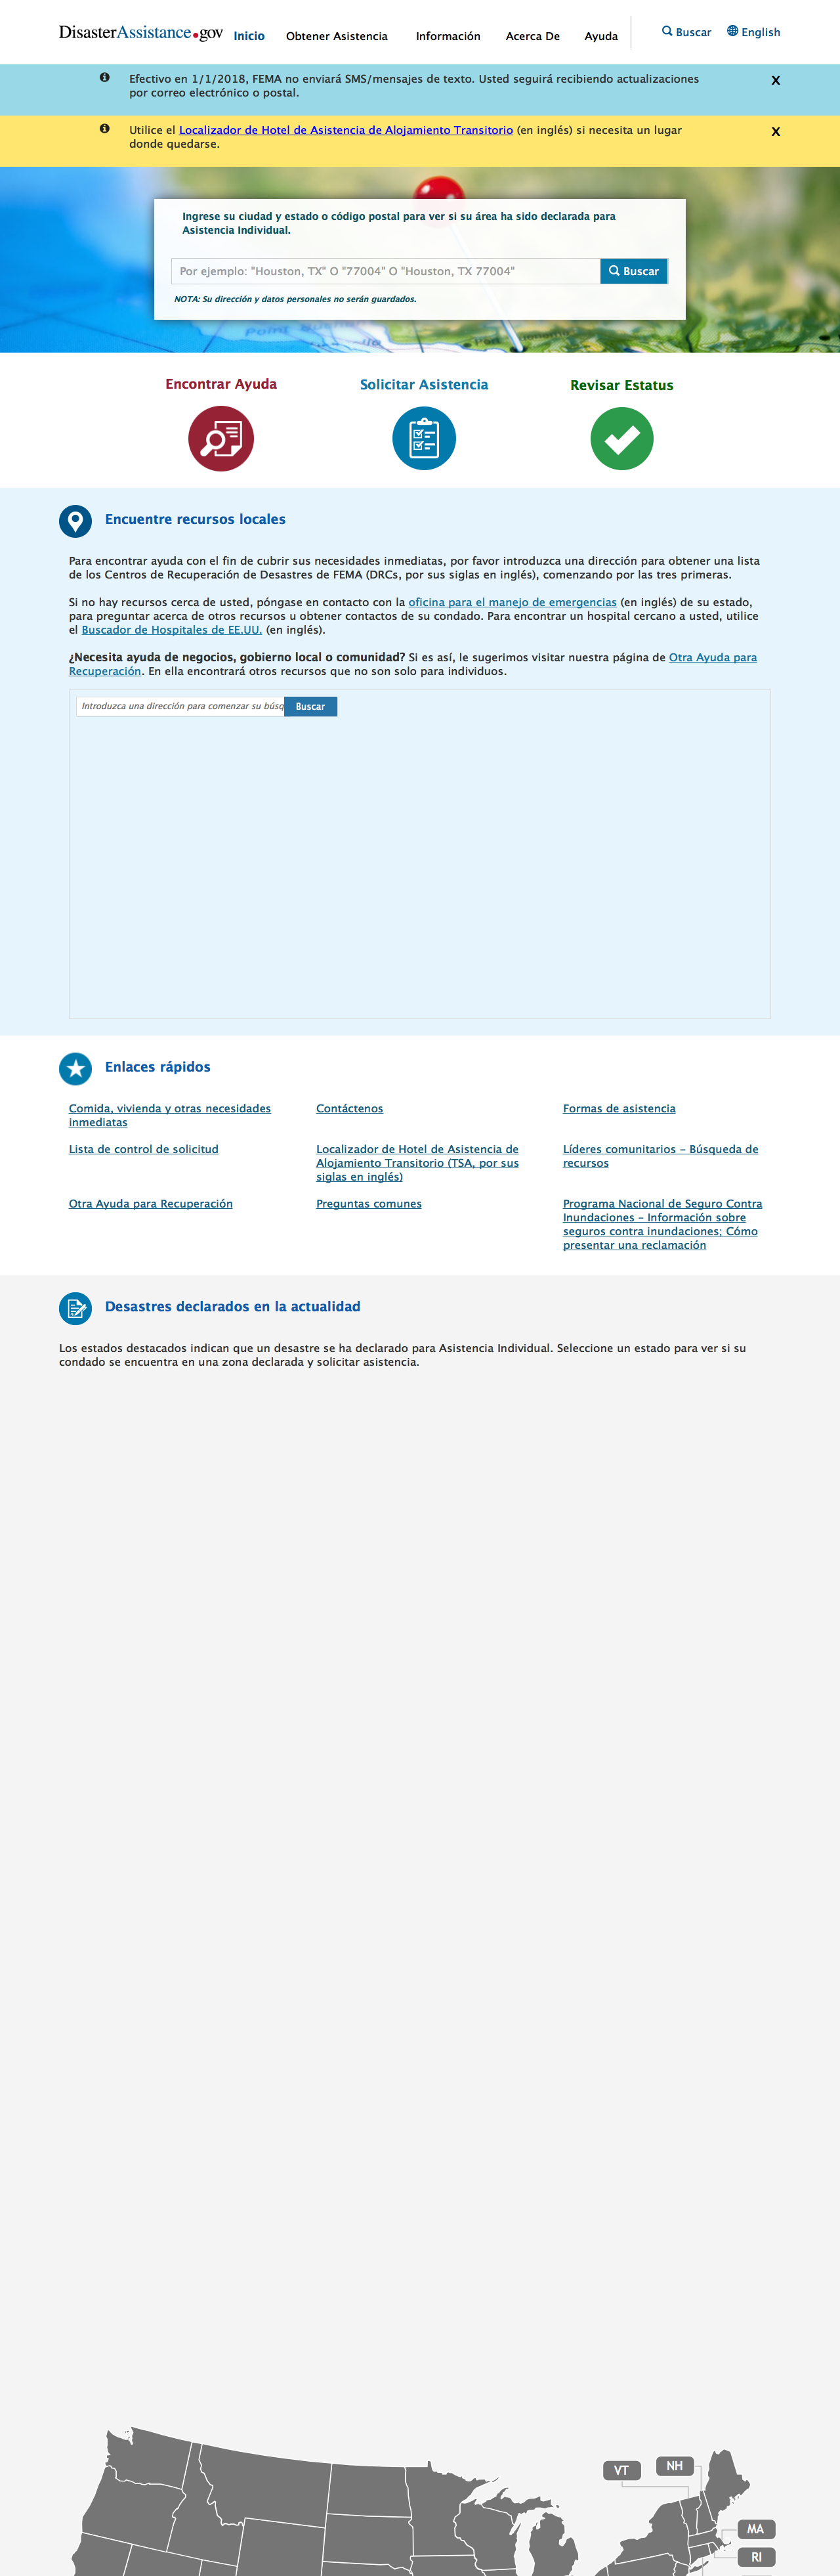 DisasterAssistance.gov
Inicio
Obtener Asistencia
Información
Acerca De
Ayuda
Buscar
English
Efectivo en 1/1/2018, FEMA no enviará SMS/mensajes de texto. Usted seguirá recibiendo actualizaciones
por correo electrónico o postal.
X
Utilice el Localizador de Hotel de Asistencia de Alojamiento Transitorio (en inglés) si necesita un lugar
donde quedarse.
X
Ingrese su ciudad y estado o código postal para ver si su área ha sido declarada para
Asistencia Individual.
Por ejemplo: "Houston, TX" O "77004" O "Houston, TX 77004"
Buscar
NOTA: Su dirección y datos personales no serán guardados.
Encontrar Ayuda
Solicitar Asistencia
Revisar Estatus
Encuentre recursos locales
Para encontrar ayuda con el fin de cubrir sus necesidades inmediatas, por favor introduzca una dirección para obtener una lista
de los Centros de Recuperación de Desastres de FEMA (DRCs, por sus siglas en inglés), comenzando por las tres primeras.
Si no hay recursos cerca de usted, póngase en contacto con la oficina para el manejo de emergencias (en inglés) de su estado,
para preguntar acerca de otros recursos u obtener contactos de su condado. Para encontrar un hospital cercano a usted, utilice
el Buscador de Hospitales de EE.UU. (en inglés).
¿Necesita ayuda de negocios, gobierno local o comunidad? Si es así, le sugerimos visitar nuestra página de Otra Ayuda para
Recuperación. En ella encontrará otros recursos que no son solo para individuos.
Introduzca una dirección para comenzar su búsq
Buscar
Enlaces rápidos
Comida, vivienda y otras necesidades
inmediatas
Contáctenos
Formas de asistencia
Lista de control de solicitud
Localizador de Hotel de Asistencia de
Alojamiento Transitorio (TSA, por sus
siglas en inglés)
Líderes comunitarios – Búsqueda de
recursos
Otra Ayuda para Recuperación
Preguntas comunes
Programa Nacional de Seguro Contra
Inundaciones – Información sobre
seguros contra inundaciones; Cómo
presentar una reclamación
Desastres declarados en la actualidad
Los estados destacados indican que un desastre se ha declarado para Asistencia Individual. Seleccione un estado para ver si su
condado se encuentra en una zona declarada y solicitar asistencia.
VT
NH
MA
RI